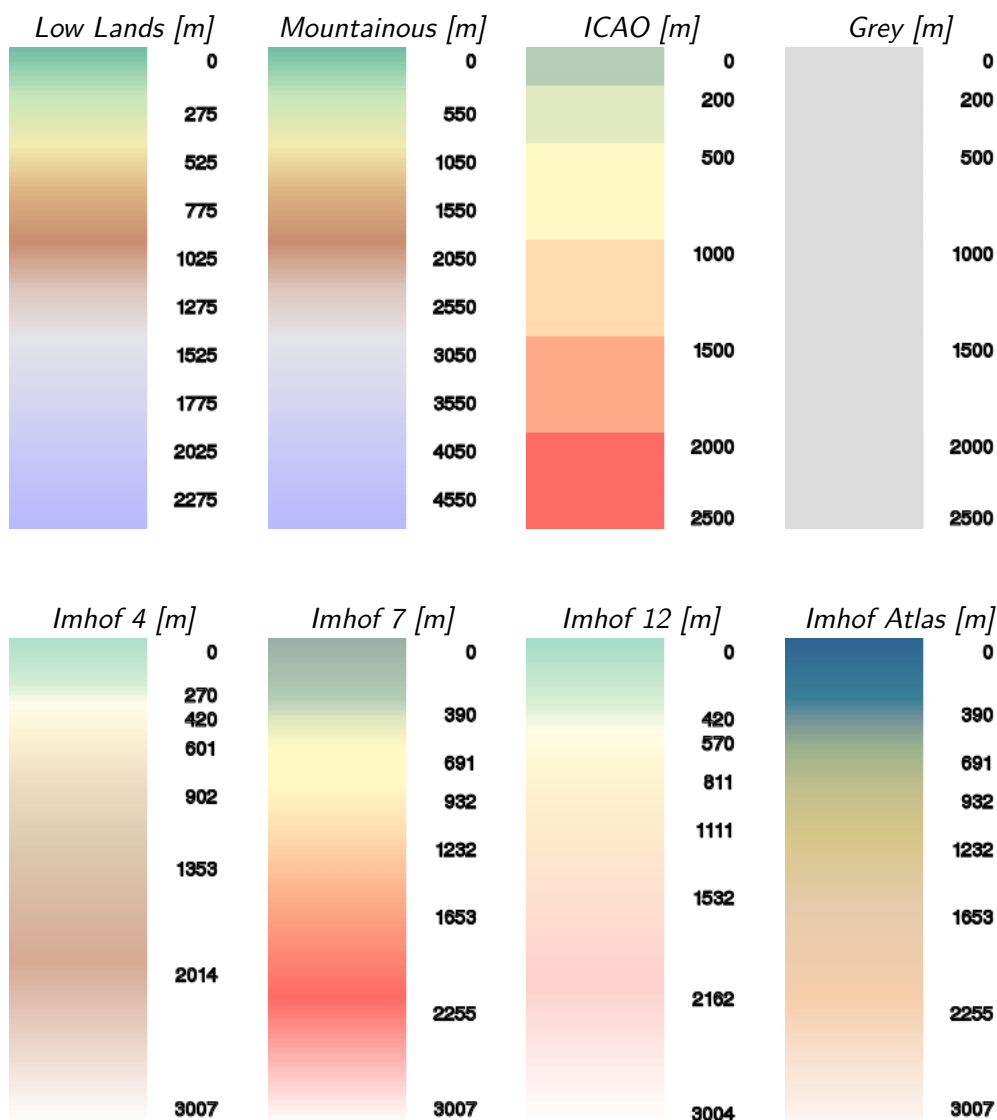 Low Lands [m] Mountainous [m] ICAO [m] Grey [m]
0 0 0 0
275 550 200 200
525 1050 500 500
775 1550
1025 2050 1000 1000
1275 2550
1525 3050 1500 1500
1775 3550
2025 4050 2000 2000
2275 4550
2500 2500
Imhof 4 [m] Imhof 7 [m] Imhof 12 [m] Imhof Atlas [m]
0 0 0 0
270
420 390 420 390
601 691 570 691
902 932 811 932
1353 1232 1111 1232
1653 1532 1653
2014 2255 2162 2255
3007 3007 3004 3007